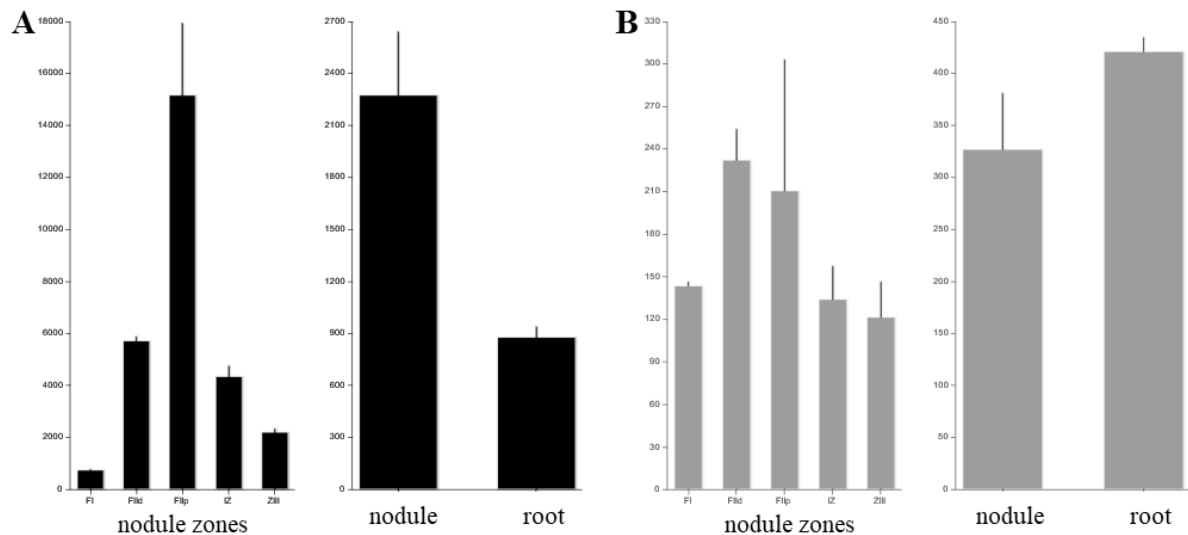 A
18000
16000
14000
12000
10000
8000
6000
4000
2000
0
FI
FIId
FIIp
IZ
ZIII
nodule zones
2700
2400
2100
1800
1500
1200
900
600
300
0
nodule
root
B
330
300
270
240
210
180
150
120
90
60
30
0
FI
FIId
FIIp
IZ
ZIII
nodule zones
450
400
350
300
250
200
150
100
50
0
nodule
root